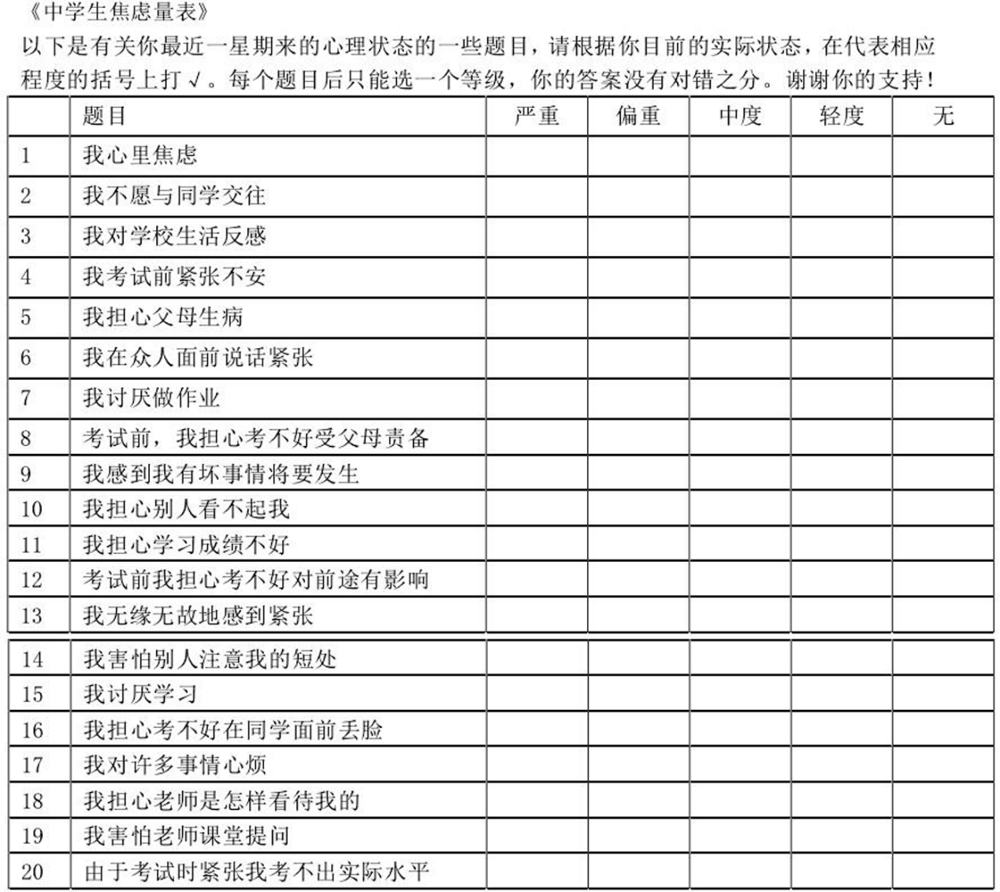 《中学生焦虑量表》
以下是有关你最近一星期来的心理状态的一些题目，请根据你目前的实际状态，在代表相应
程度的括号上打√。每个题目后只能选一个等级，你的答案没有对错之分。谢谢你的支持！
题目 严重 偏重 中度 轻度 无
1 我心里焦虑
2 我不愿与同学交往
3 我对学校生活反感
4 我考试前紧张不安
5 我担心父母生病
6 我在众人面前说话紧张
7 我讨厌做作业
8 考试前，我担心考不好受父母责备
9 我感到我有坏事情将要发生
10 我担心别人看不起我
11 我担心学习成绩不好
12 考试前我担心考不好对前途有影响
13 我无缘无故地感到紧张
14 我害怕别人注意我的短处
15 我讨厌学习
16 我担心考不好在同学面前丢脸
17 我对许多事情心烦
18 我担心老师是怎样看待我的
19 我害怕老师课堂提问
20 由于考试时紧张我考不出实际水平